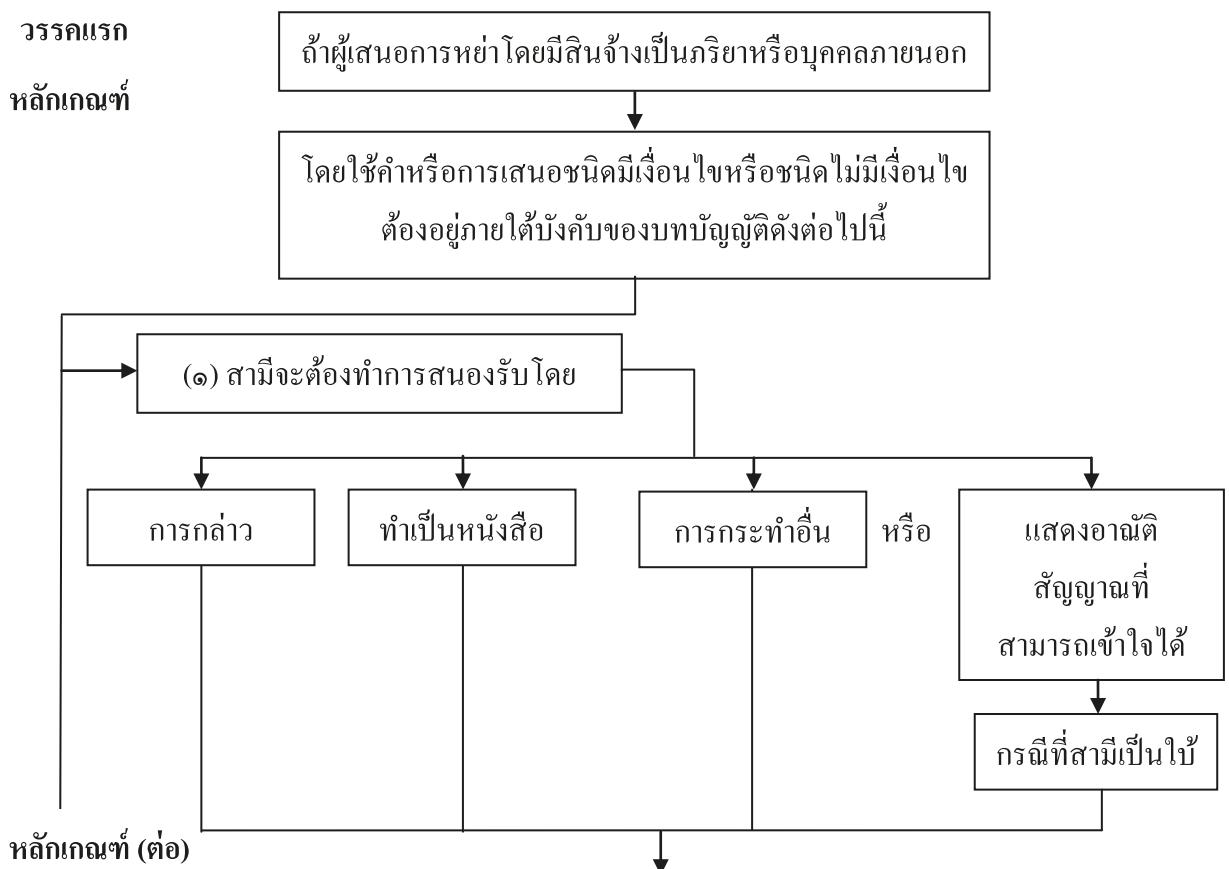 วรรคแรก
ถ้าผู้เสนอการหย่าโดยมีสินจ้างเป็นภริยาหรือบุคคลภายนอก
หลักเกณฑ์
โดยใช้คำหรือการเสนอชนิดมีเงื่อนไขหรือชนิดไม่มีเงื่อนไข
ต้องอยู่ภายใต้บังคับของบทบัญญัติดังต่อไปนี้
(๑) สามีจะต้องทำการสนองรับโดย
การกล่าว
ทำเป็นหนังสือ
การกระทำอื่น
หรือ
แสดงอาณัติ
สัญญาณที่
สามารถเข้าใจได้
กรณีที่สามีเป็นใบ้
หลักเกณฑ์ (ต่อ)